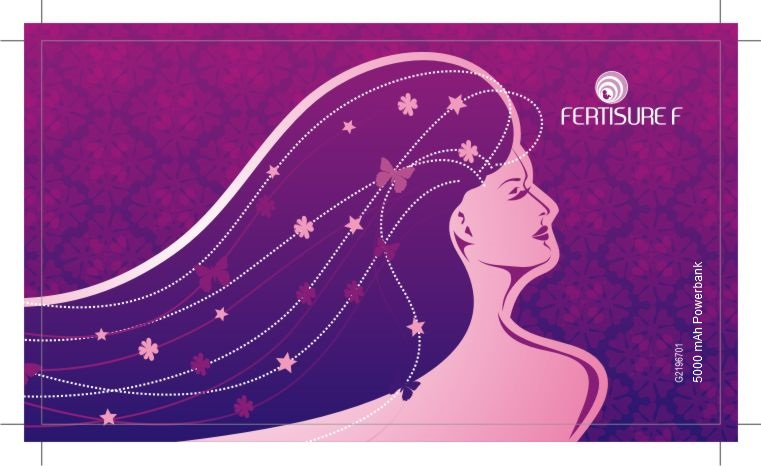 FERTISURE F
G2196701
5000 mAh Powerbank